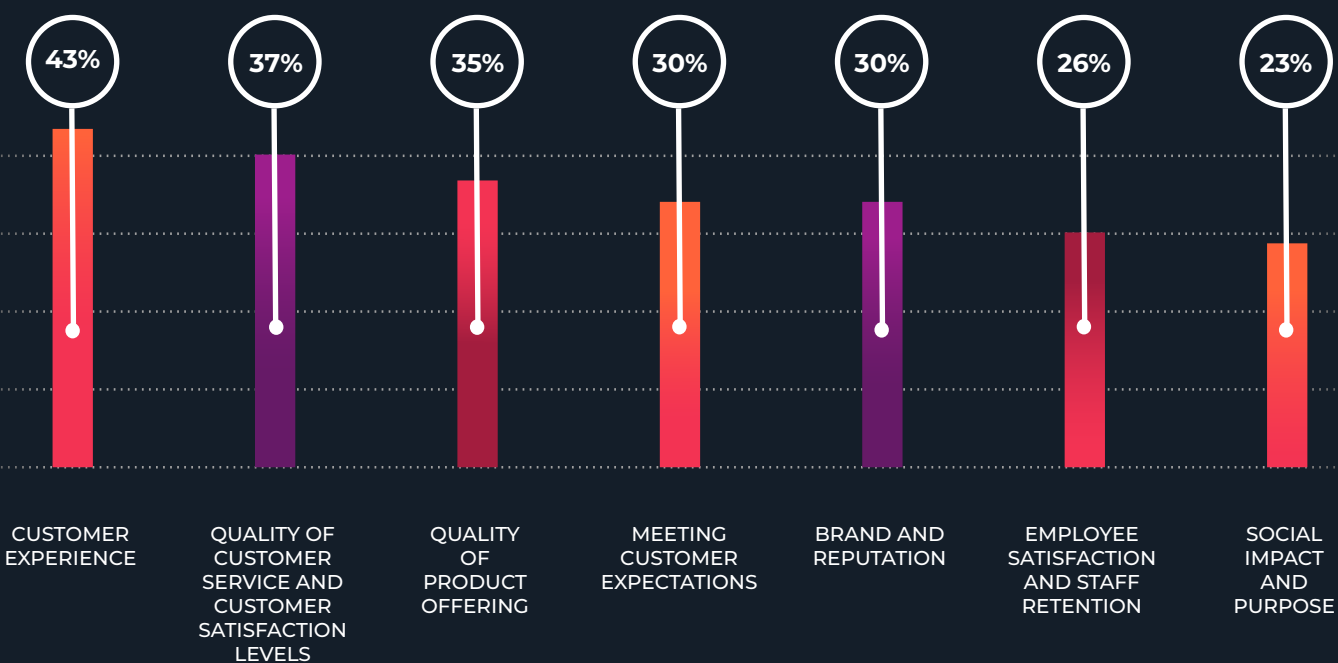 43%
37%
35%
30%
30%
26%
23%
CUSTOMER
EXPERIENCE
QUALITY OF
CUSTOMER
SERVICE AND
CUSTOMER
SATISFACTION
LEVELS
QUALITY
OF
PRODUCT
OFFERING
MEETING
CUSTOMER
EXPECTATIONS
BRAND AND
REPUTATION
EMPLOYEE
SATISFACTION
AND STAFF
RETENTION
SOCIAL
IMPACT
AND
PURPOSE